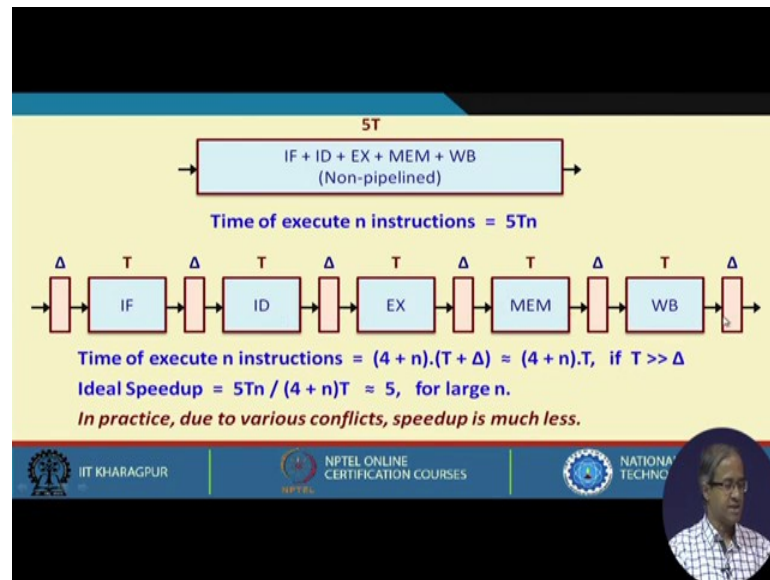 5T
IF + ID + EX + MEM + WB
(Non-pipelined)
Time of execute n instructions = 5Tn
Δ T Δ T Δ T Δ T Δ T Δ
IF ID EX MEM WB
Time of execute n instructions = (4 + n).(T + Δ) ≈ (4 + n).T, if T >> Δ
Ideal Speedup = 5Tn / (4 + n)T ≈ 5, for large n.
In practice, due to various conflicts, speedup is much less.
IIT KHARAGPUR
NPTEL ONLINE
CERTIFICATION COURSES
NPTEL
NATIONA
TECHNO